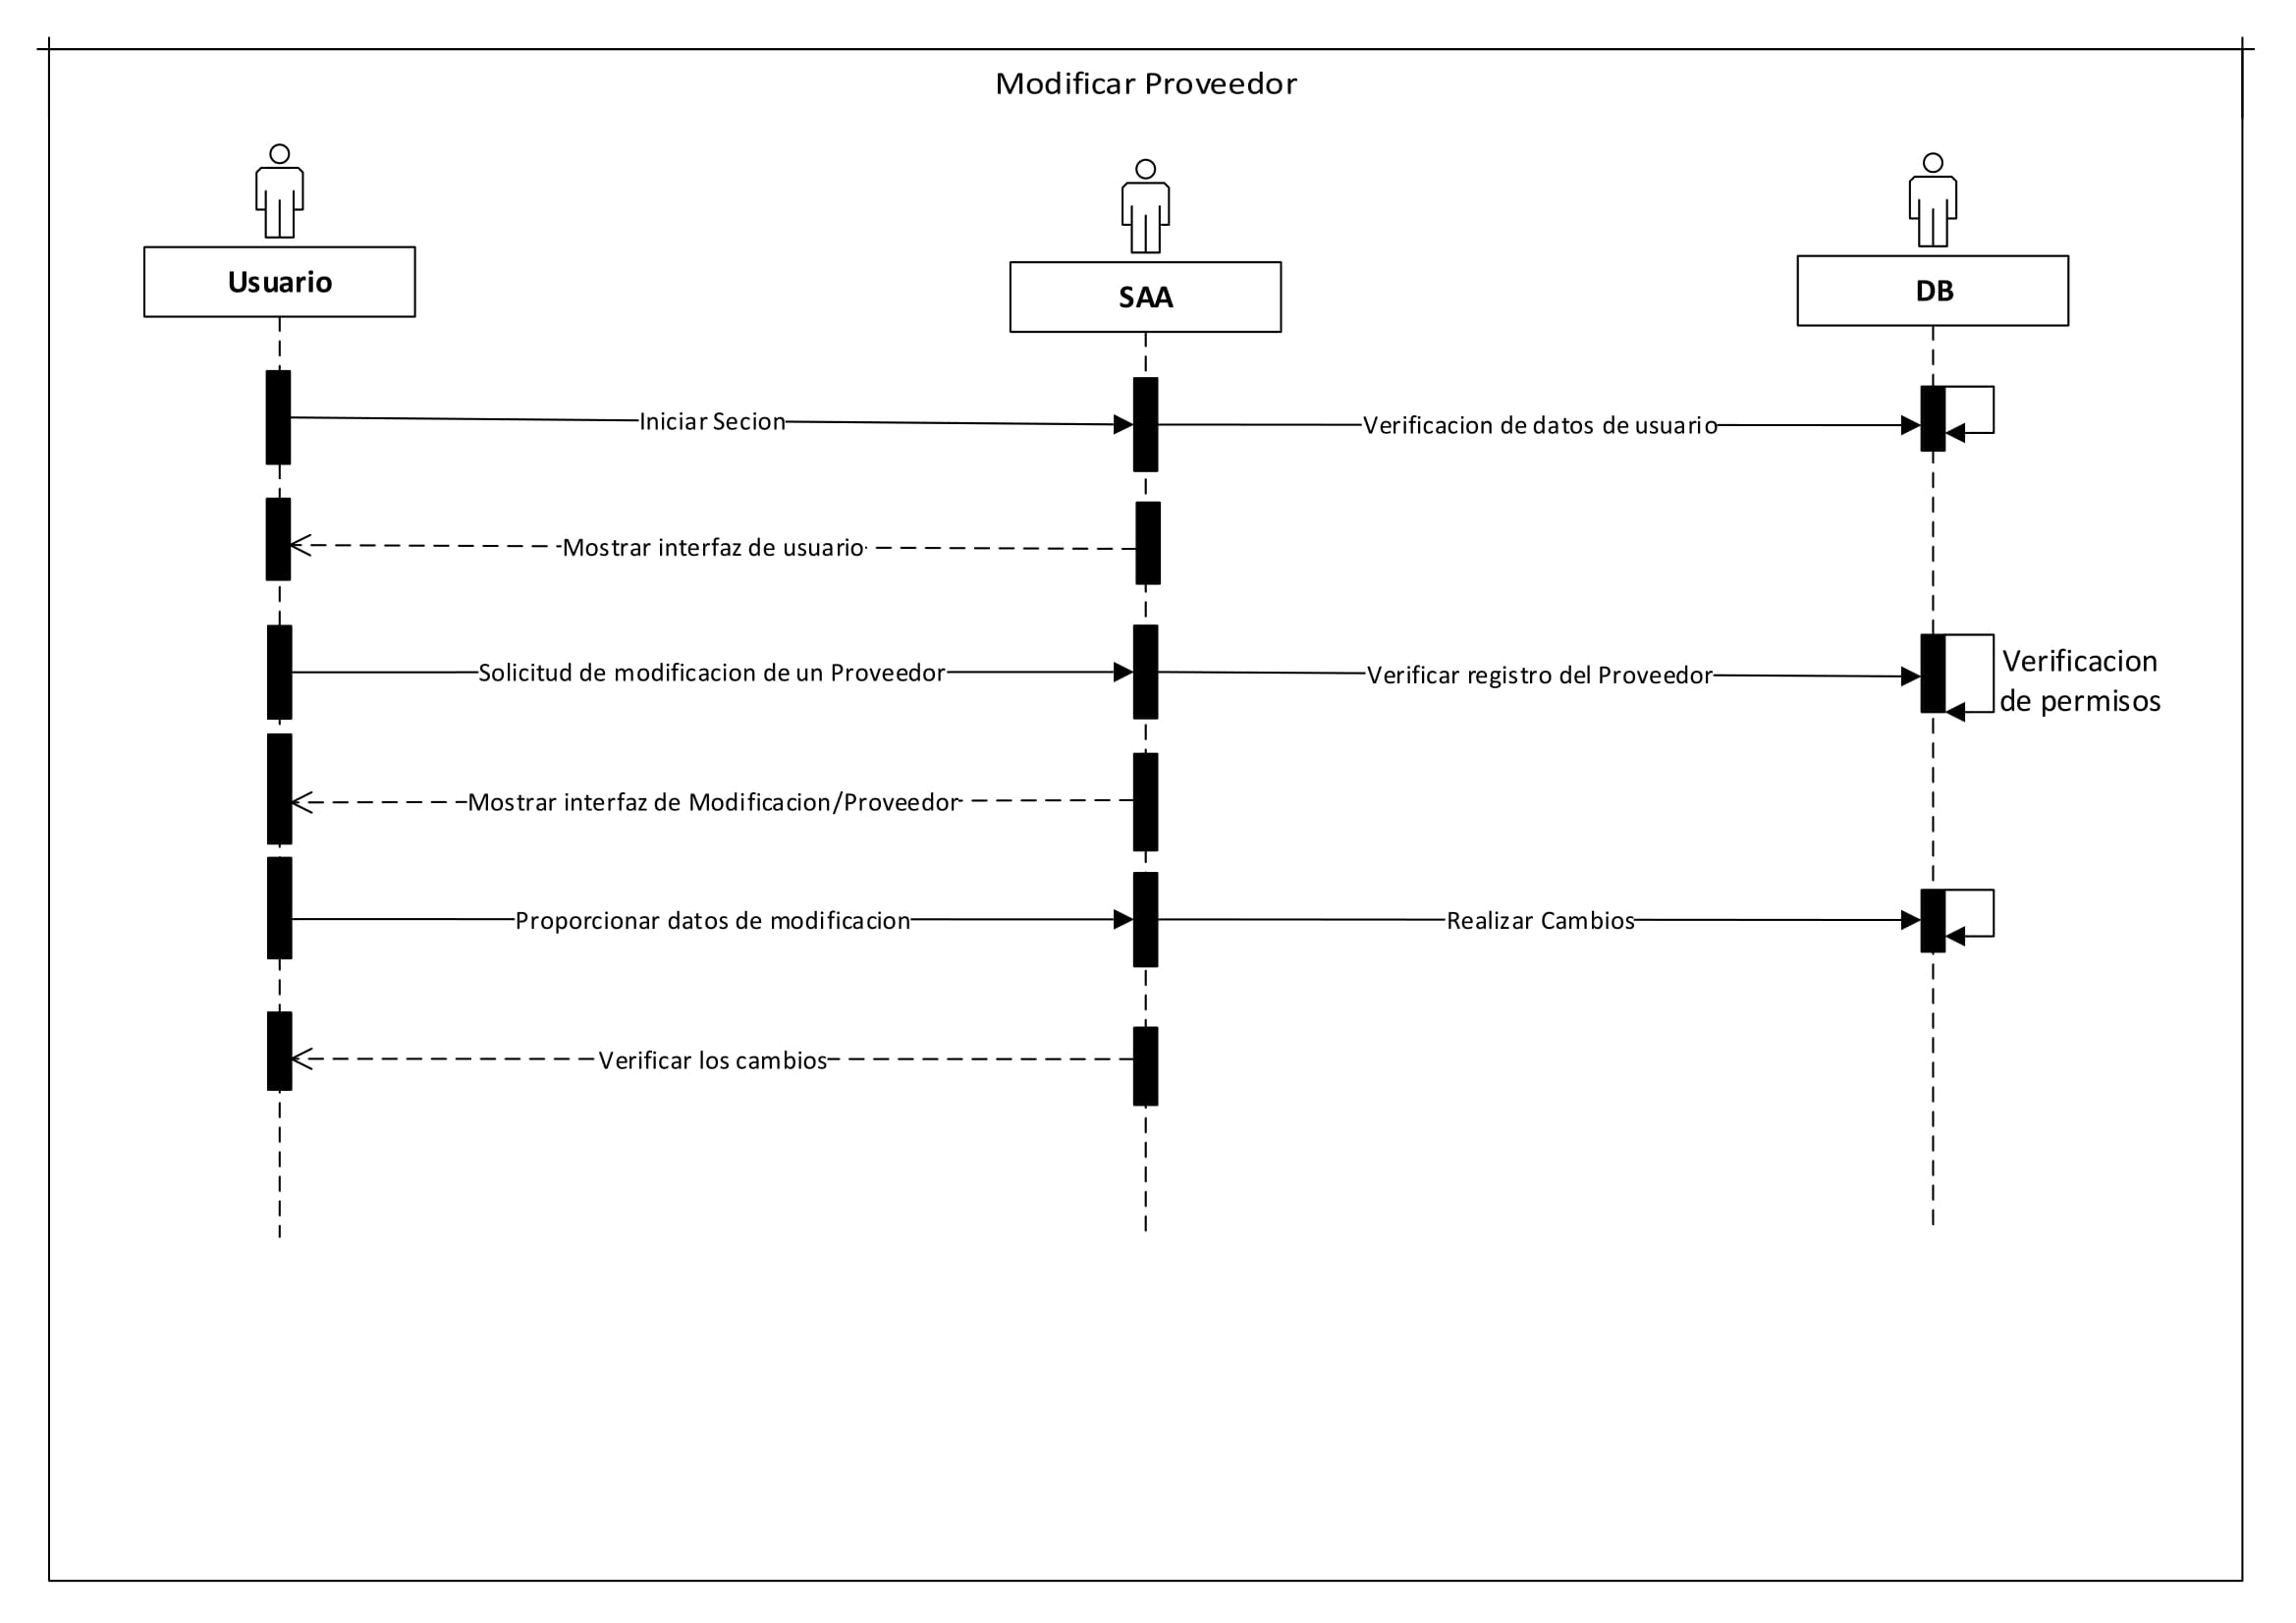 Modificar Proveedor
Usuario
SAA
DB
Iniciar Secion
Verificacion de datos de usuario
Mostrar interfaz de usuario
Solicitud de modificacion de un Proveedor
Verificar registro del Proveedor
Verificacion
de permisos
Mostrar interfaz de Modificacion/Proveedor
Proporcionar datos de modificacion
Realizar Cambios
Verificar los cambios